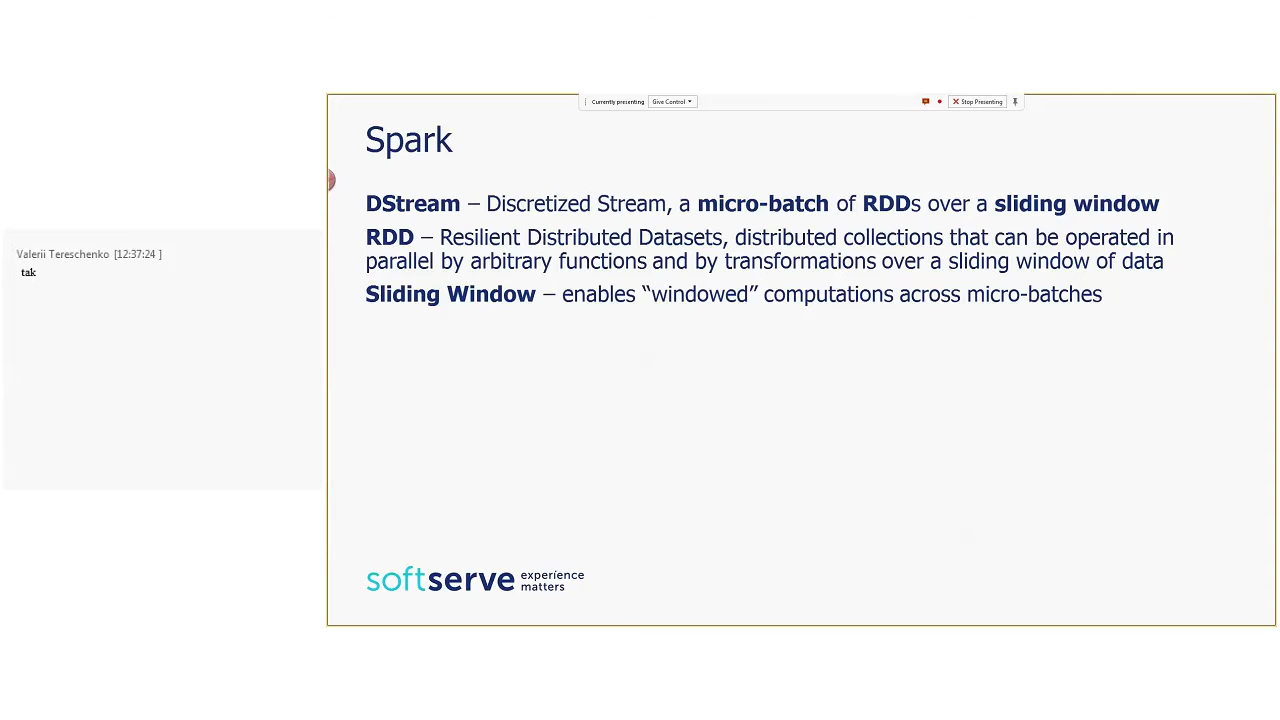 Currently presenting Give Control Stop Presenting
Spark
DStream – Discretized Stream, a micro-batch of RDDs over a sliding window
RDD – Resilient Distributed Datasets, distributed collections that can be operated in
parallel by arbitrary functions and by transformations over a sliding window of data
Sliding Window – enables “windowed” computations across micro-batches
Valerii Tereschenko [12:37:24 ]
tak
softserve experience
matters